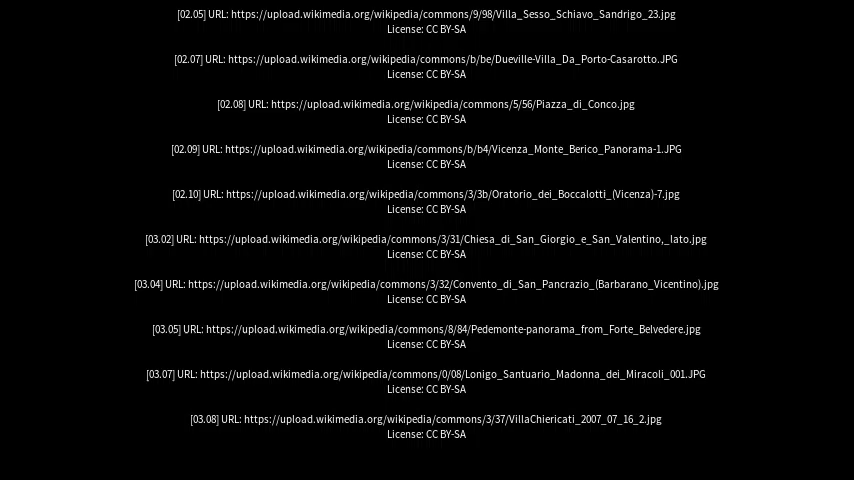 [02.05] URL: https://upload.wikimedia.org/wikipedia/commons/9/98/Villa_Sesso_Schiavo_Sandrigo_23.jpg
License: CC BY-SA
[02.07] URL: https://upload.wikimedia.org/wikipedia/commons/b/be/Dueville-Villa_Da_Porto-Casarotto.JPG
License: CC BY-SA
[02.08] URL: https://upload.wikimedia.org/wikipedia/commons/5/56/Piazza_di_Conco.jpg
License: CC BY-SA
[02.09] URL: https://upload.wikimedia.org/wikipedia/commons/b/b4/Vicenza_Monte_Berico_Panorama-1.JPG
License: CC BY-SA
[02.10] URL: https://upload.wikimedia.org/wikipedia/commons/3/3b/Oratorio_dei_Boccalotti_(Vicenza)-7.jpg
License: CC BY-SA
[03.02] URL: https://upload.wikimedia.org/wikipedia/commons/3/31/Chiesa_di_San_Giorgio_e_San_Valentino,_lato.jpg
License: CC BY-SA
[03.04] URL: https://upload.wikimedia.org/wikipedia/commons/3/32/Convento_di_San_Pancrazio_(Barbarano_Vicentino).jpg
License: CC BY-SA
[03.05] URL: https://upload.wikimedia.org/wikipedia/commons/8/84/Pedemonte-panorama_from_Forte_Belvedere.jpg
License: CC BY-SA
[03.07] URL: https://upload.wikimedia.org/wikipedia/commons/0/08/Lonigo_Santuario_Madonna_dei_Miracoli_001.JPG
License: CC BY-SA
[03.08] URL: https://upload.wikimedia.org/wikipedia/commons/3/37/VillaChiericati_2007_07_16_2.jpg
License: CC BY-SA